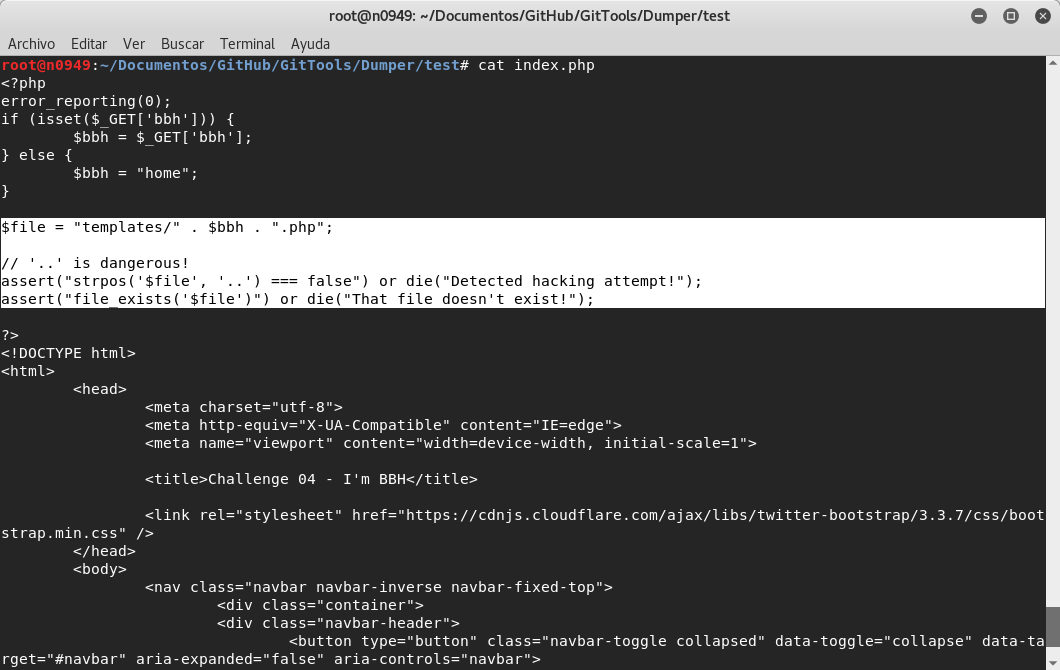 root@n0949: ~/Documentos/GitHub/GitTools/Dumper/test
Archivo Editar Ver Buscar Terminal Ayuda
root@n0949:~/Documentos/GitHub/GitTools/Dumper/test# cat index.php
<?php
error_reporting(0);
if (isset($_GET['bbh'])) {
        $bbh = $_GET['bbh'];
} else {
        $bbh = "home";
}
$file = "templates/" . $bbh . ".php";
// '..' is dangerous!
assert("strpos('$file', '..') === false") or die("Detected hacking attempt!");
assert("file_exists('$file')") or die("That file doesn't exist!");
?>
<!DOCTYPE html>
<html>
        <head>
                <meta charset="utf-8">
                <meta http-equiv="X-UA-Compatible" content="IE=edge">
                <meta name="viewport" content="width=device-width, initial-scale=1">
                <title>Challenge 04 - I'm BBH</title>
                <link rel="stylesheet" href="https://cdnjs.cloudflare.com/ajax/libs/twitter-bootstrap/3.3.7/css/boot
strap.min.css" />
        </head>
        <body>
                <nav class="navbar navbar-inverse navbar-fixed-top">
                        <div class="container">
                        <div class="navbar-header">
                                <button type="button" class="navbar-toggle collapsed" data-toggle="collapse" data-ta
rget="#navbar" aria-expanded="false" aria-controls="navbar">